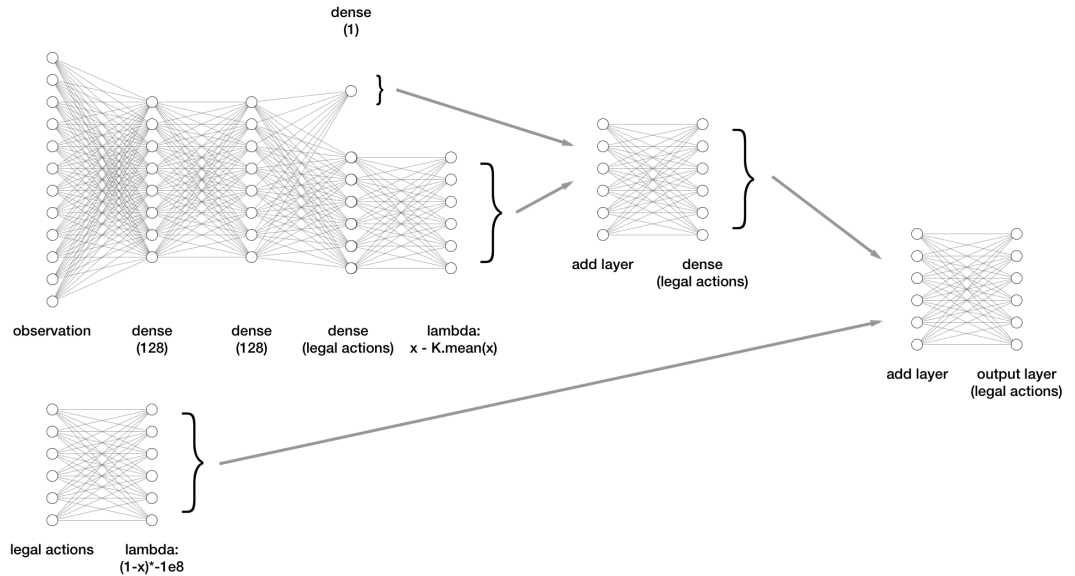 dense
(1)
add layer
dense
(legal actions)
observation
dense
(128)
dense
(128)
dense
(legal actions)
lambda:
x - K.mean(x)
add layer
output layer
(legal actions)
legal actions
lambda:
(1-x)*-1e8